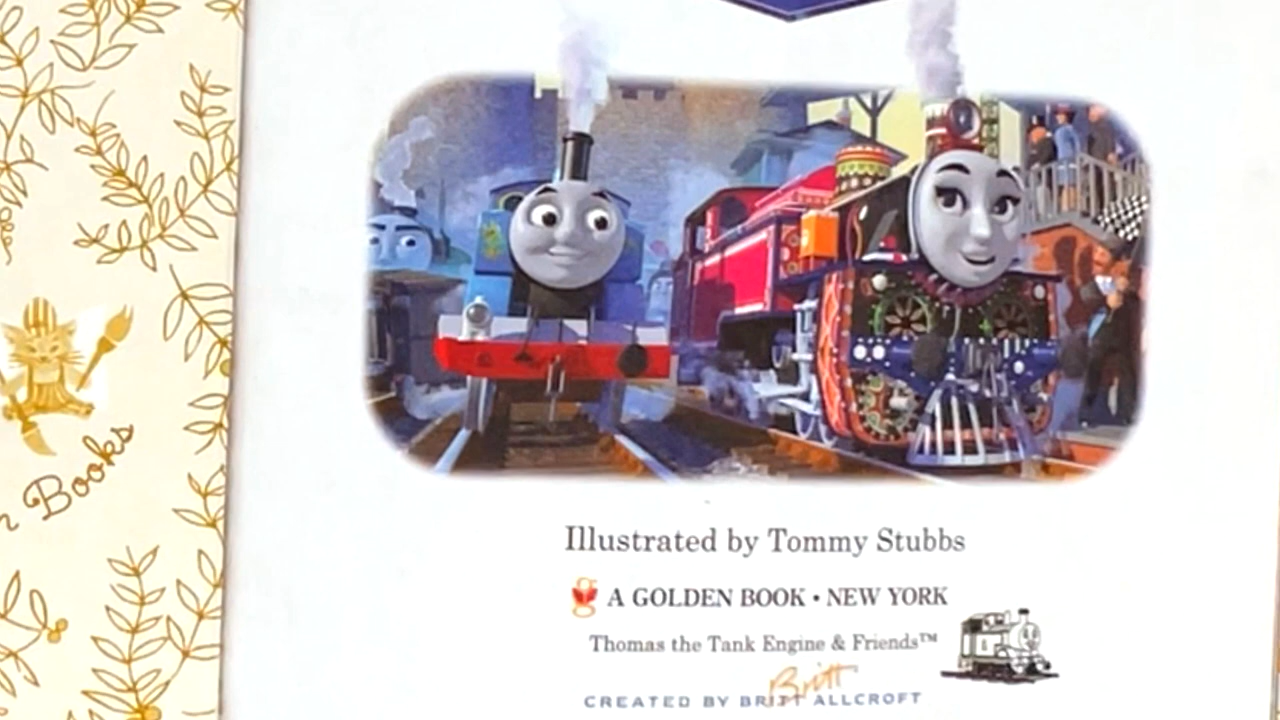 Books
Illustrated by Tommy Stubbs
A GOLDEN BOOK • NEW YORK
Thomas the Tank Engine & Friends™
Britt
CREATED BY BRITT ALLCROFT